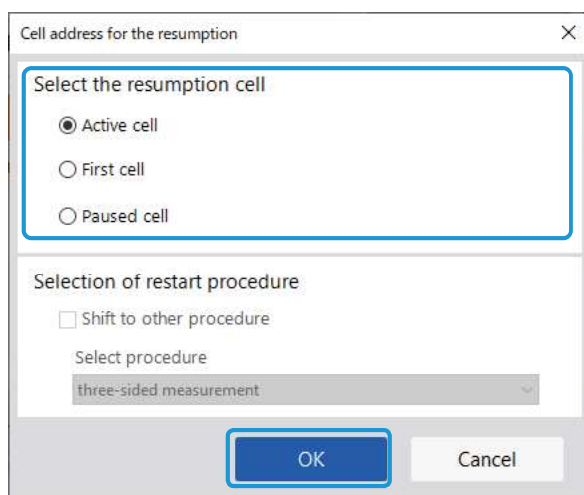 Cell address for the resumption
Select the resumption cell
Active cell
First cell
Paused cell
Selection of restart procedure
Shift to other procedure
Select procedure
three-sided measurement
OK Cancel